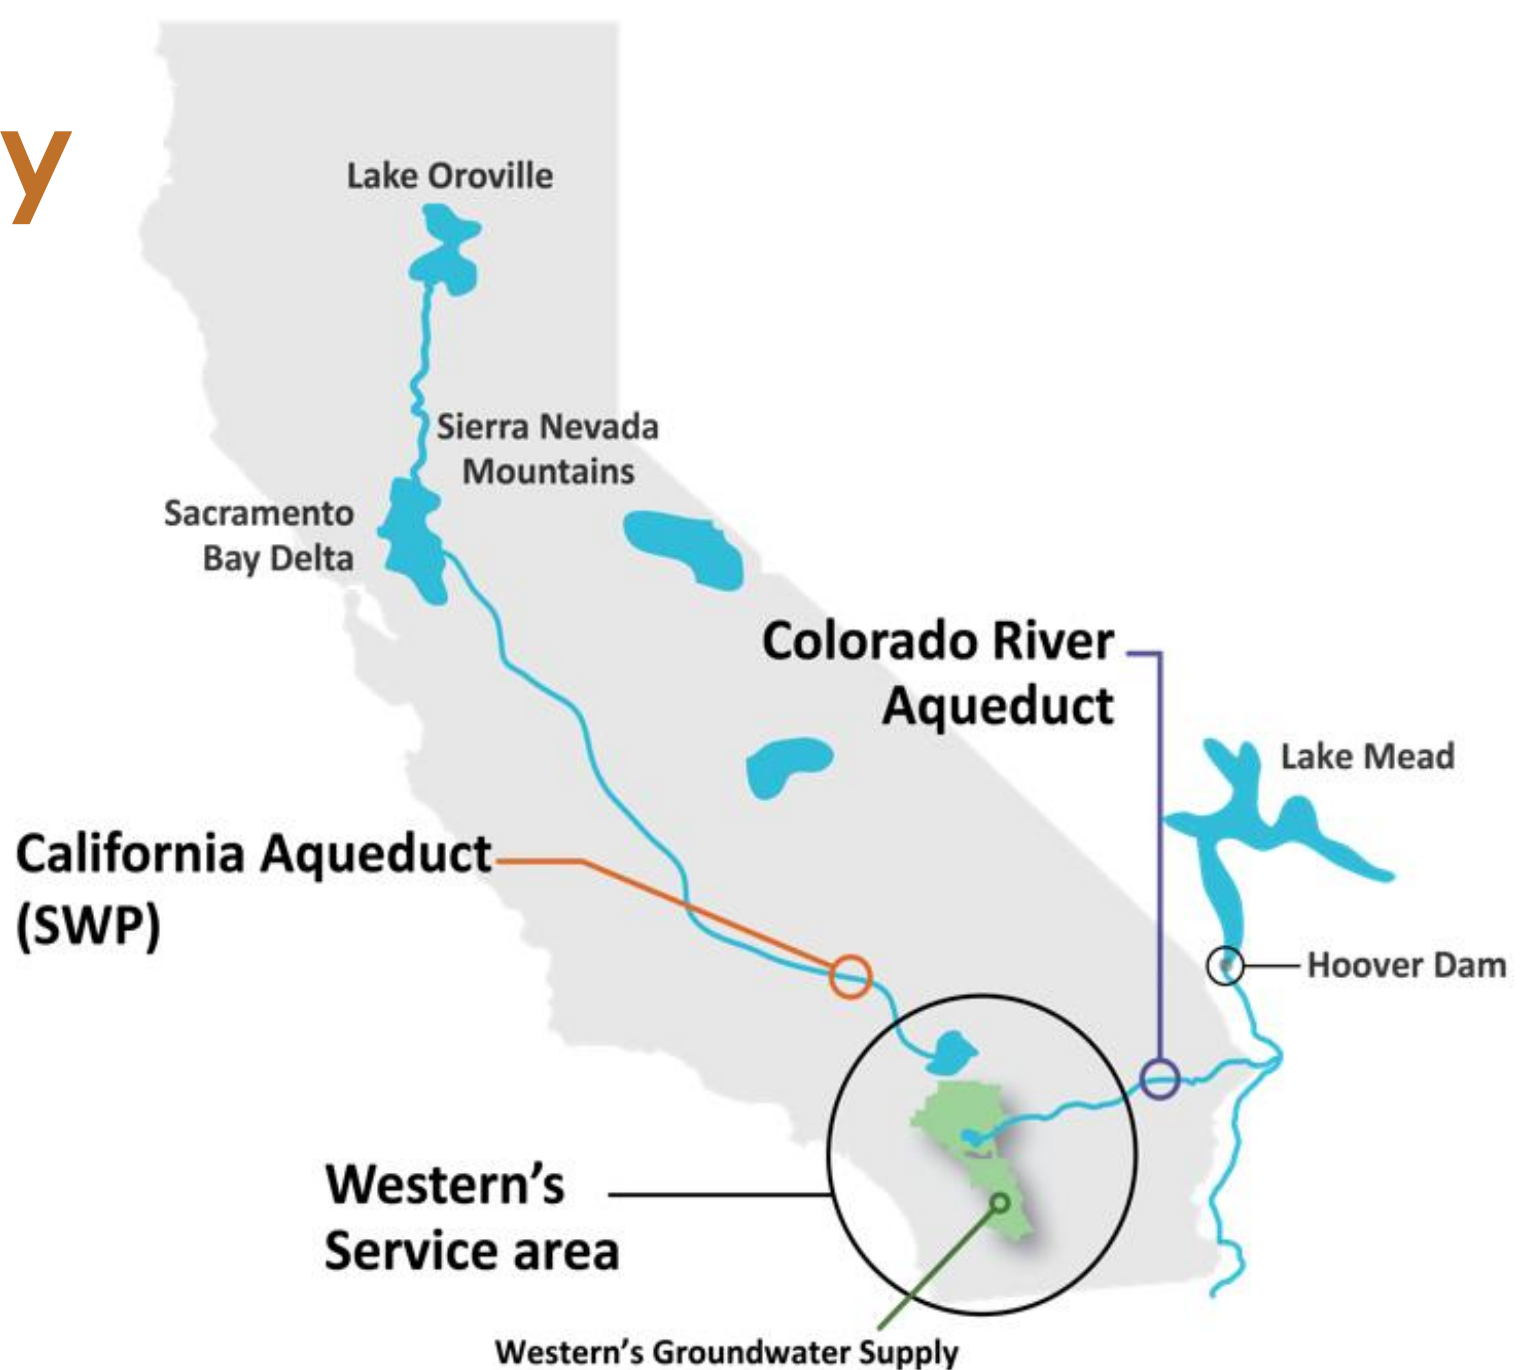 y
Lake Oroville
Sierra Nevada
Mountains
Sacramento
Bay Delta
Colorado River
Aqueduct
Lake Mead
California Aqueduct
(SWP)
Hoover Dam
Western’s
Service area
Western’s Groundwater Supply